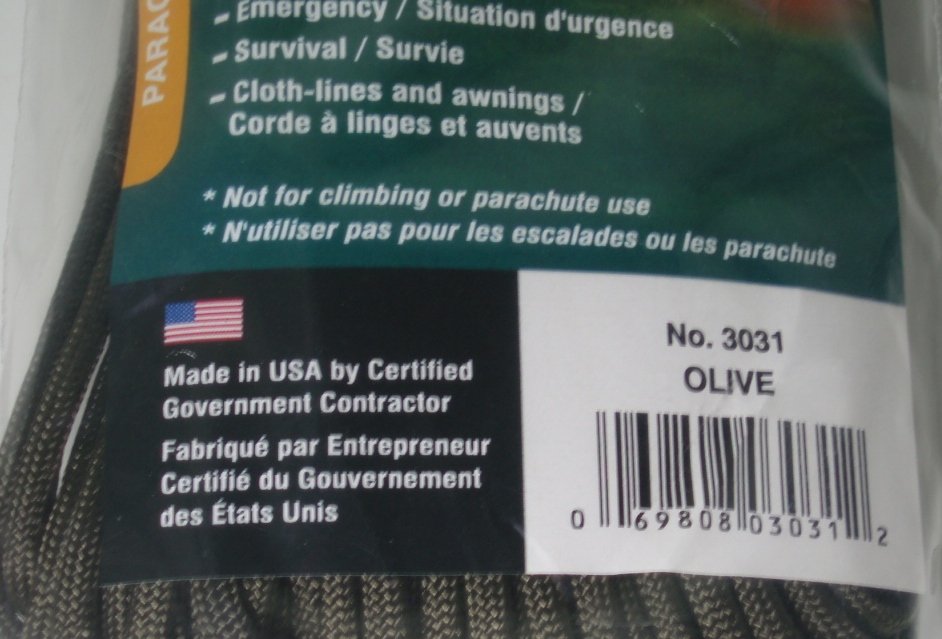 PARAC
- Emergency / Situation d'urgence
- Survival / Survie
- Cloth-lines and awnings /
Corde à linges et auvents
* Not for climbing or parachute use
* N'utiliser pas pour les escalades ou les parachute
Made in USA by Certified
Government Contractor
Fabriqué par Entrepreneur
Certifié du Gouvernement
des États Unis
No. 3031
OLIVE
0 69808 03031 2